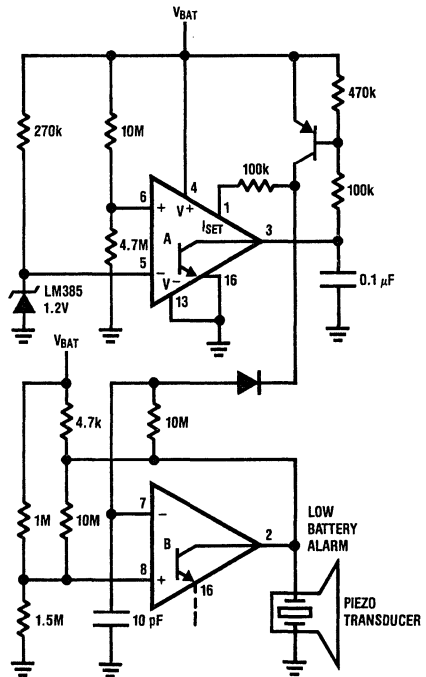 VBAT
470k
270k
10M
100k
4
1
100k
6
+
V+
ISET
3
4.7M
A
5
−
V−
16
13
0.1 μF
LM385
1.2V
VBAT
4.7k
10M
7
−
2
LOW
BATTERY
ALARM
1M
10M
B
8
+
16
PIEZO
TRANSDUCER
1.5M
10 pF